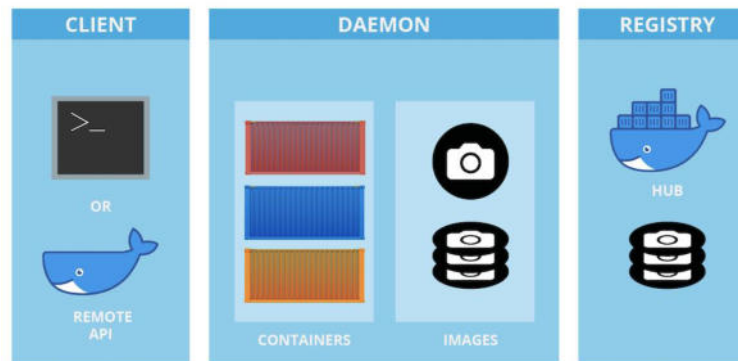 CLIENT
>_
OR
REMOTE
API
DAEMON
CONTAINERS
IMAGES
REGISTRY
HUB